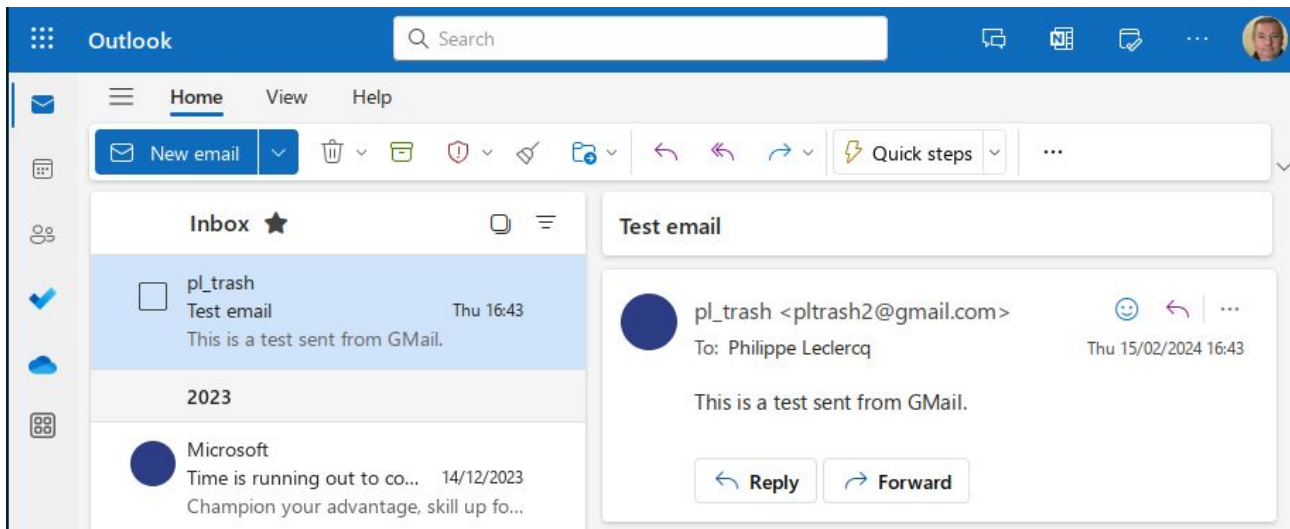 Outlook
Search
Home View Help
New email
Quick steps
Inbox
pl_trash
Test email Thu 16:43
This is a test sent from GMail.
2023
Microsoft
Time is running out to co... 14/12/2023
Champion your advantage, skill up fo...
Test email
pl_trash <pltrash2@gmail.com>
To: Philippe Leclercq Thu 15/02/2024 16:43
This is a test sent from GMail.
Reply Forward